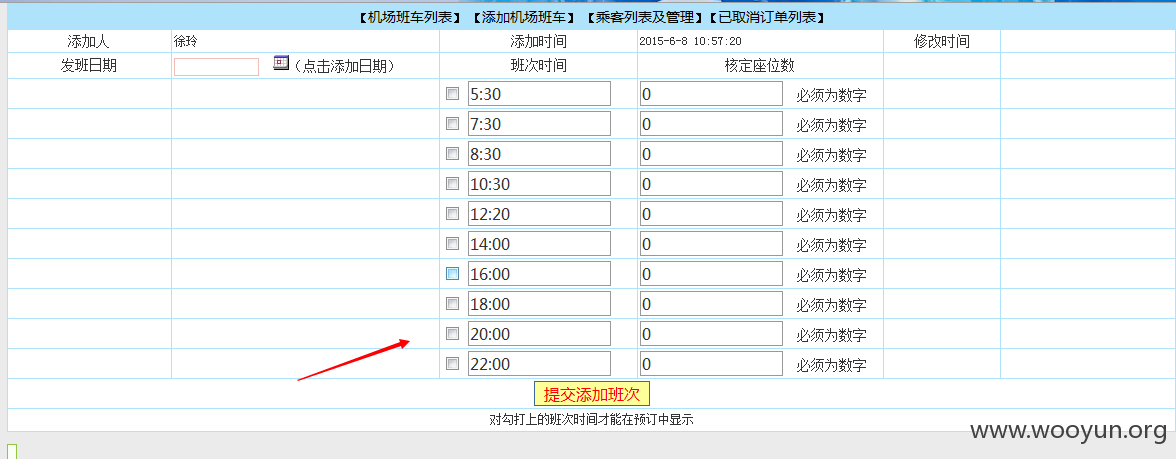 【机场班车列表】 【添加机场班车】 【乘客列表及管理】【已取消订单列表】
添加人 徐玲 添加时间 2015-6-8 10:57:20 修改时间
发班日期 （点击添加日期） 班次时间 核定座位数
5:30 0 必须为数字
7:30 0 必须为数字
8:30 0 必须为数字
10:30 0 必须为数字
12:20 0 必须为数字
14:00 0 必须为数字
16:00 0 必须为数字
18:00 0 必须为数字
20:00 0 必须为数字
22:00 0 必须为数字
提交添加班次
对勾打上的班次时间才能在预订中显示
www.wooyun.org